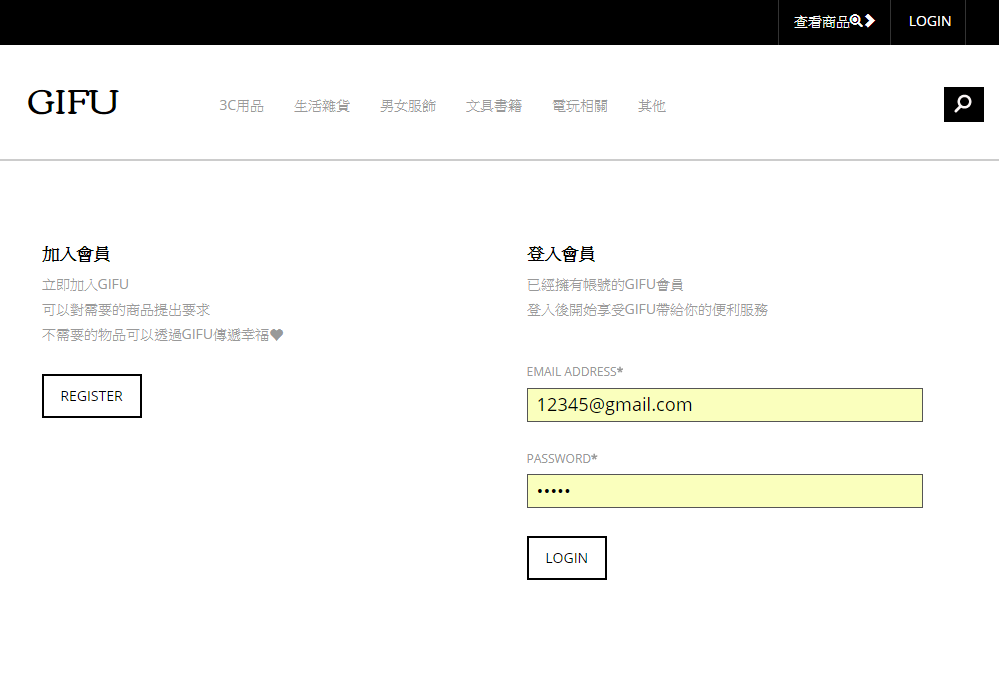 查看商品 LOGIN
GIFU 3C用品 生活雜貨 男女服飾 文具書籍 電玩相關 其他
加入會員
立即加入GIFU
可以對需要的商品提出要求
不需要的物品可以透過GIFU傳遞幸福♥
REGISTER
登入會員
已經擁有帳號的GIFU會員
登入後開始享受GIFU帶給你的便利服務
EMAIL ADDRESS*
12345@gmail.com
PASSWORD*
•••••
LOGIN